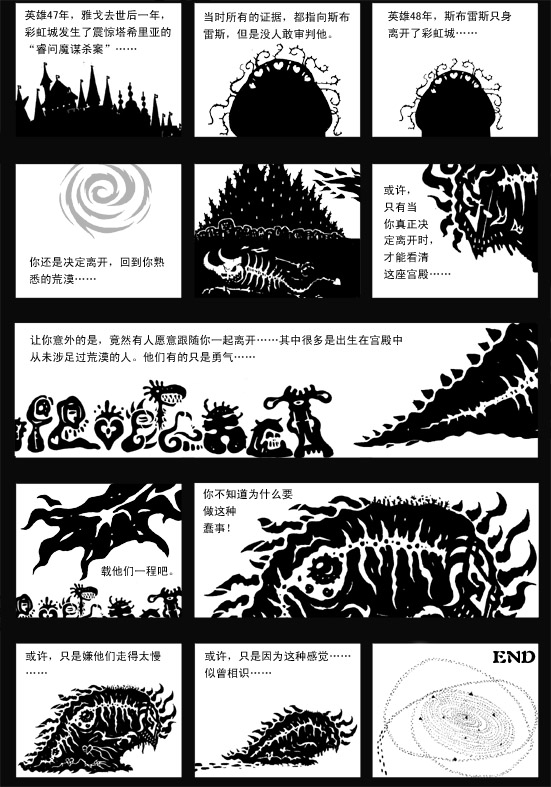 英雄47年，雅戈去世后一年，
彩虹城发生了震惊塔希里亚的
“睿问魔谋杀案”……
当时所有的证据，都指向斯布
雷斯，但是没人敢审判他。
英雄48年，斯布雷斯只身
离开了彩虹城……
你还是决定离开，回到你熟
悉的荒漠……
或许，
只有当
你真正决
定离开时，
才能看清
这座宫殿……
让你意外的是，竟然有人愿意跟随你一起离开……其中很多是出生在宫殿中
从未涉足过荒漠的人。他们有的只是勇气……
载他们一程吧。
你不知道为什么要
做这种
蠢事！
或许，只是嫌他们走得太慢
……
或许，只是因为这种感觉……
似曾相识……
END